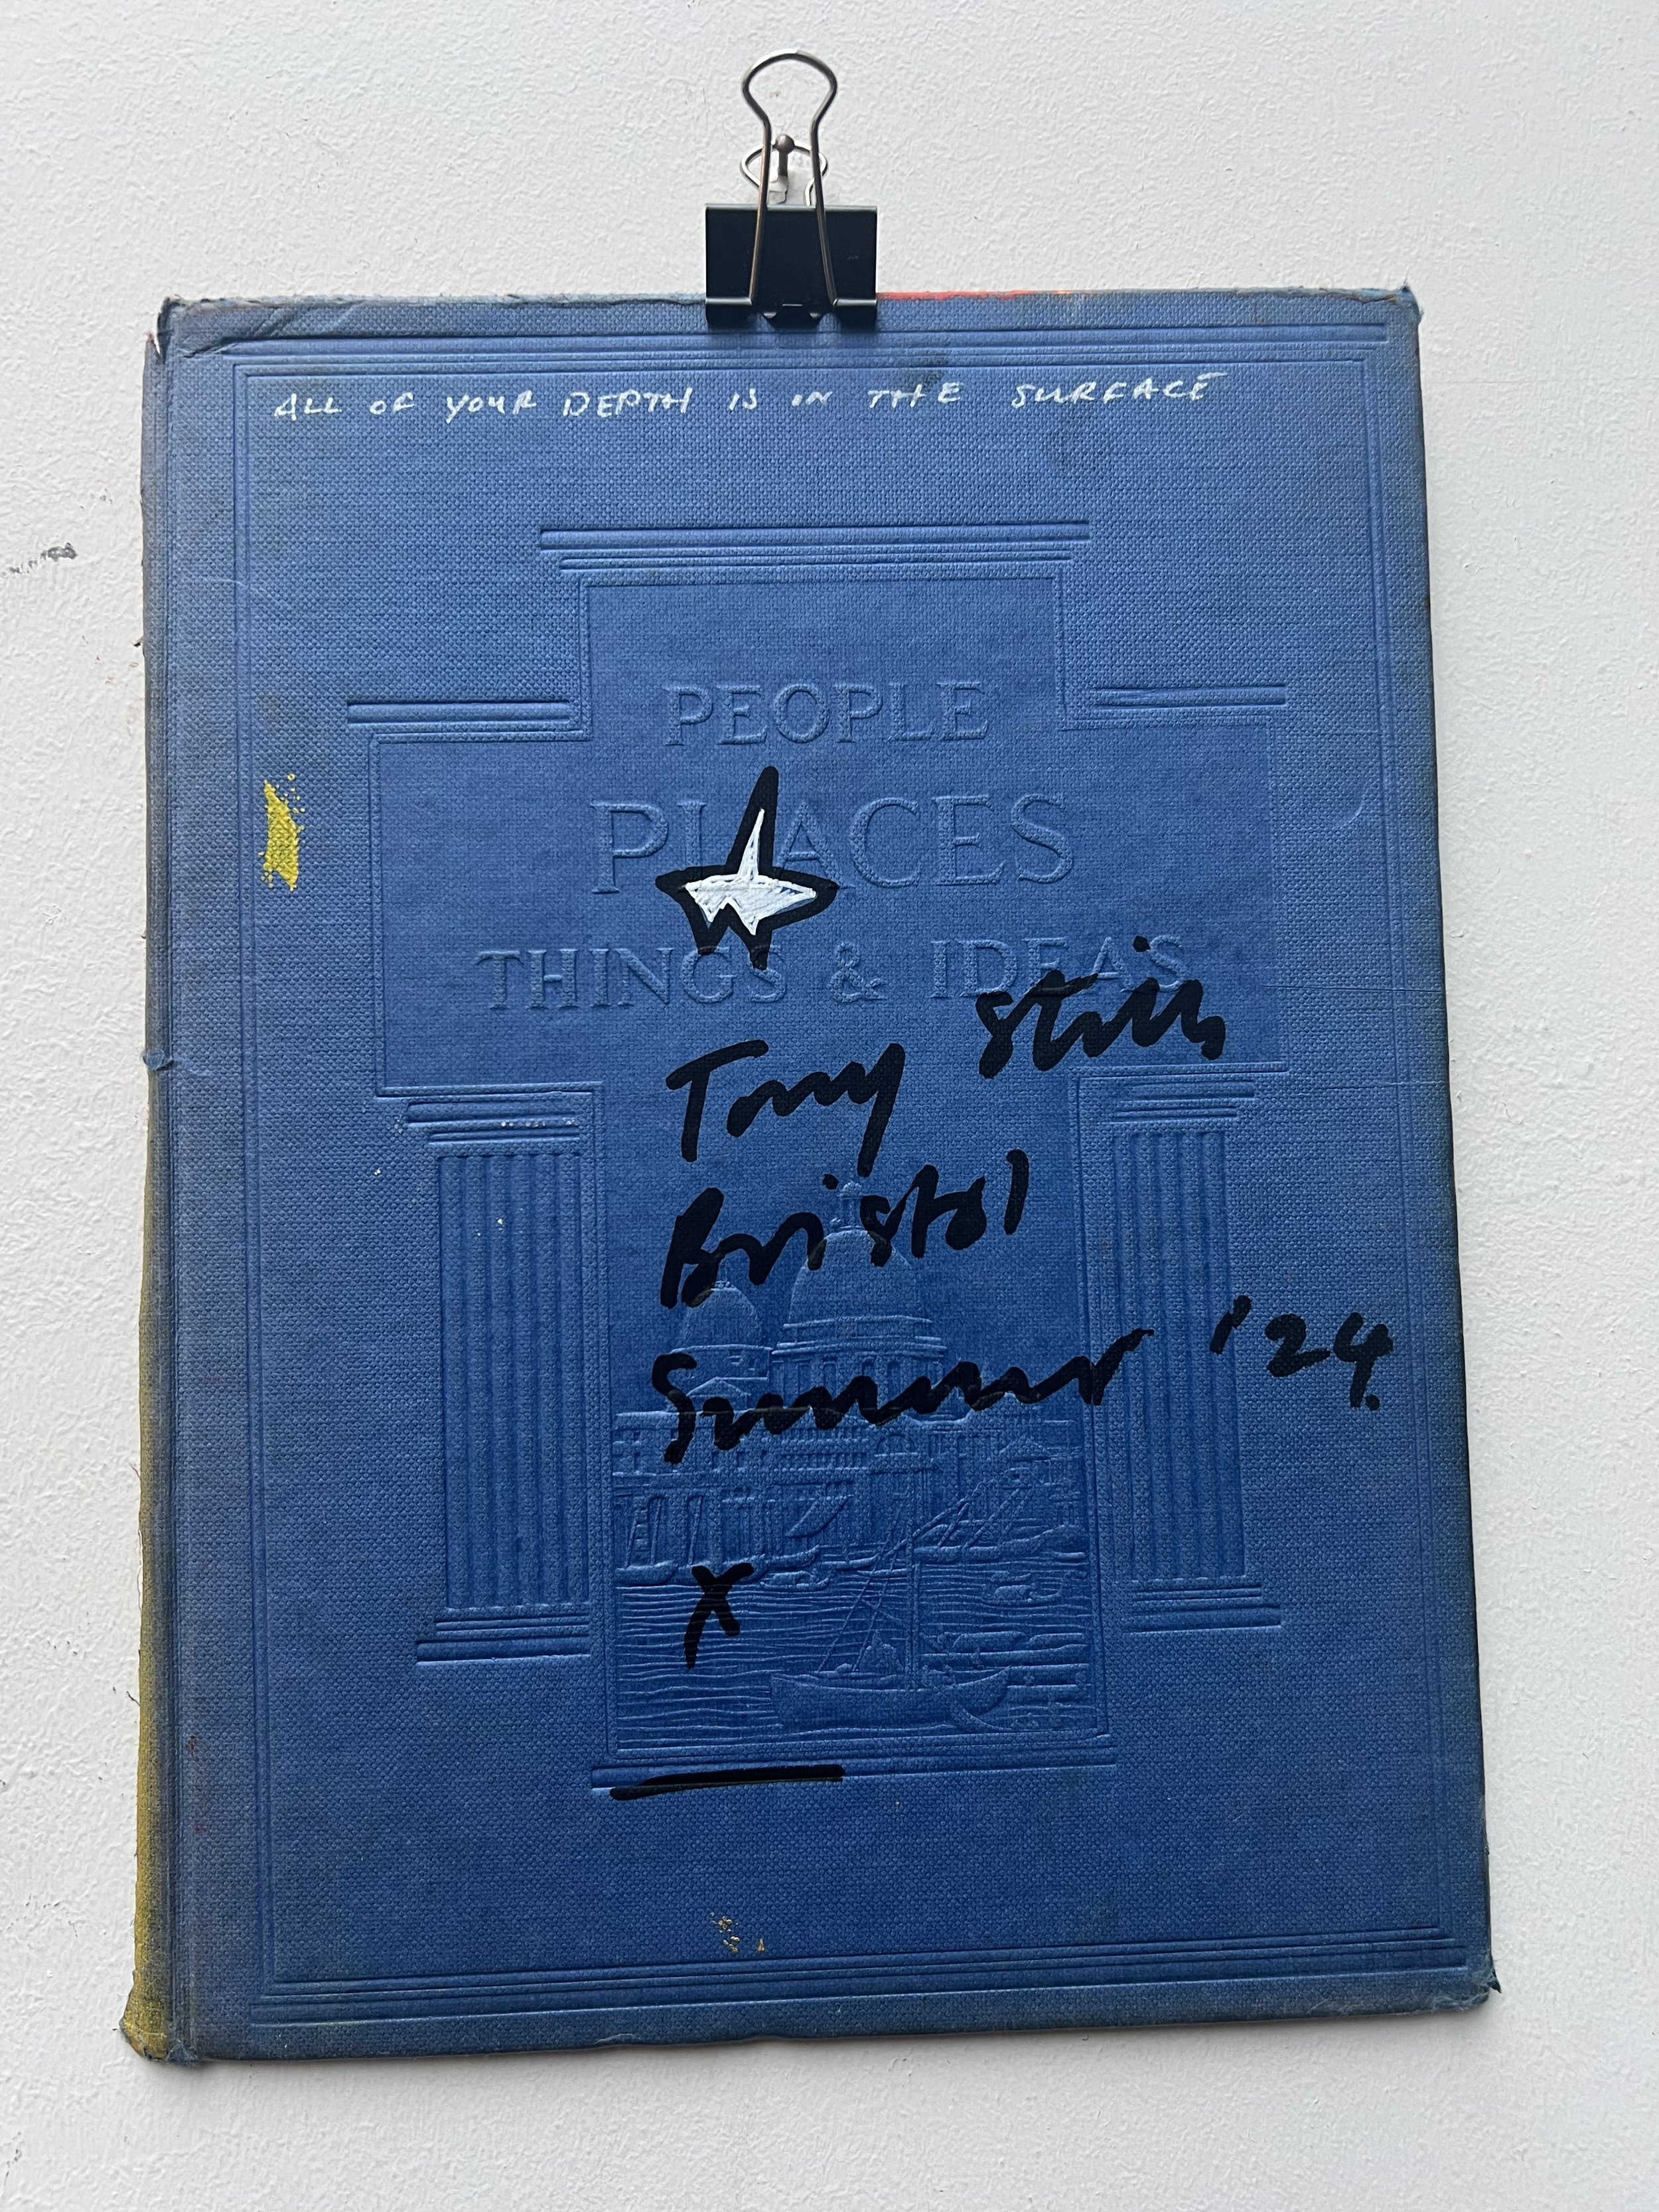 ALL OF YOUR DEPTH IS IN THE SURFACE
PEOPLE
PLACES
THINGS & IDEAS
Tony Stiles
Bristol
Summer '24.
X